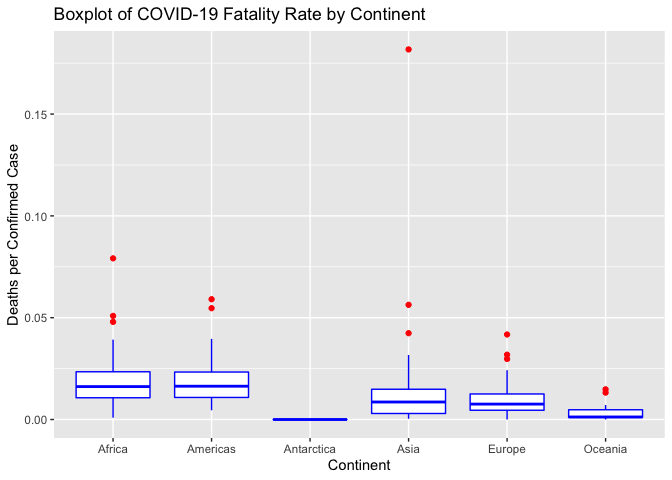 Boxplot of COVID-19 Fatality Rate by Continent
Deaths per Confirmed Case
0.15
0.10
0.05
0.00
Africa Americas Antarctica Asia Europe Oceania
Continent